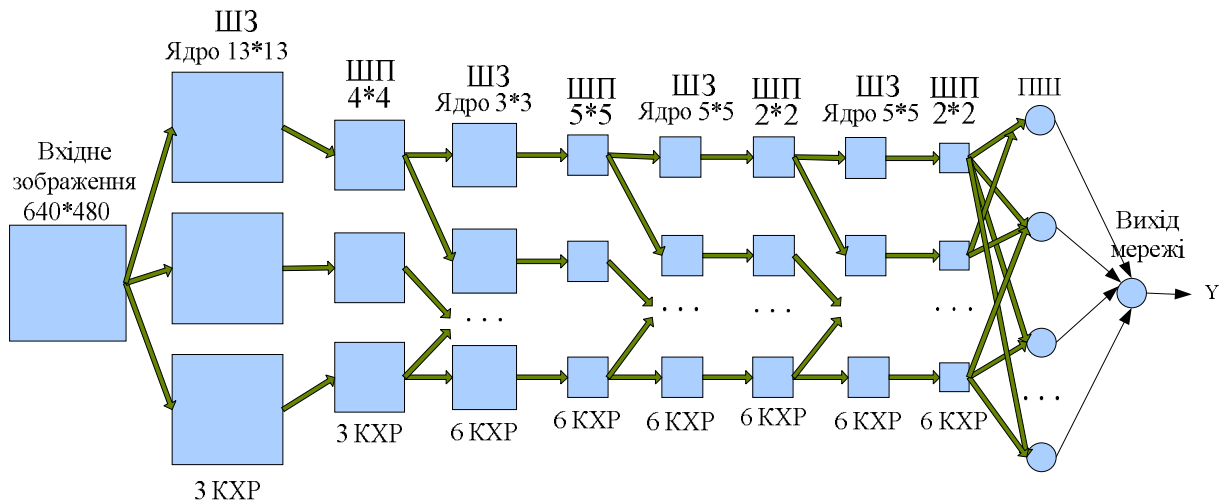 Вхідне
зображення
640*480
ШЗ
Ядро 13*13
3 КХР
ШП
4*4
3 КХР
ШЗ
Ядро 3*3
. . .
6 КХР
ШП
5*5
6 КХР
ШЗ
Ядро 5*5
. . .
6 КХР
ШП
2*2
. . .
6 КХР
ШЗ
Ядро 5*5
6 КХР
ШП
2*2
. . .
6 КХР
ПШ
. . .
Вихід
мережі
Y